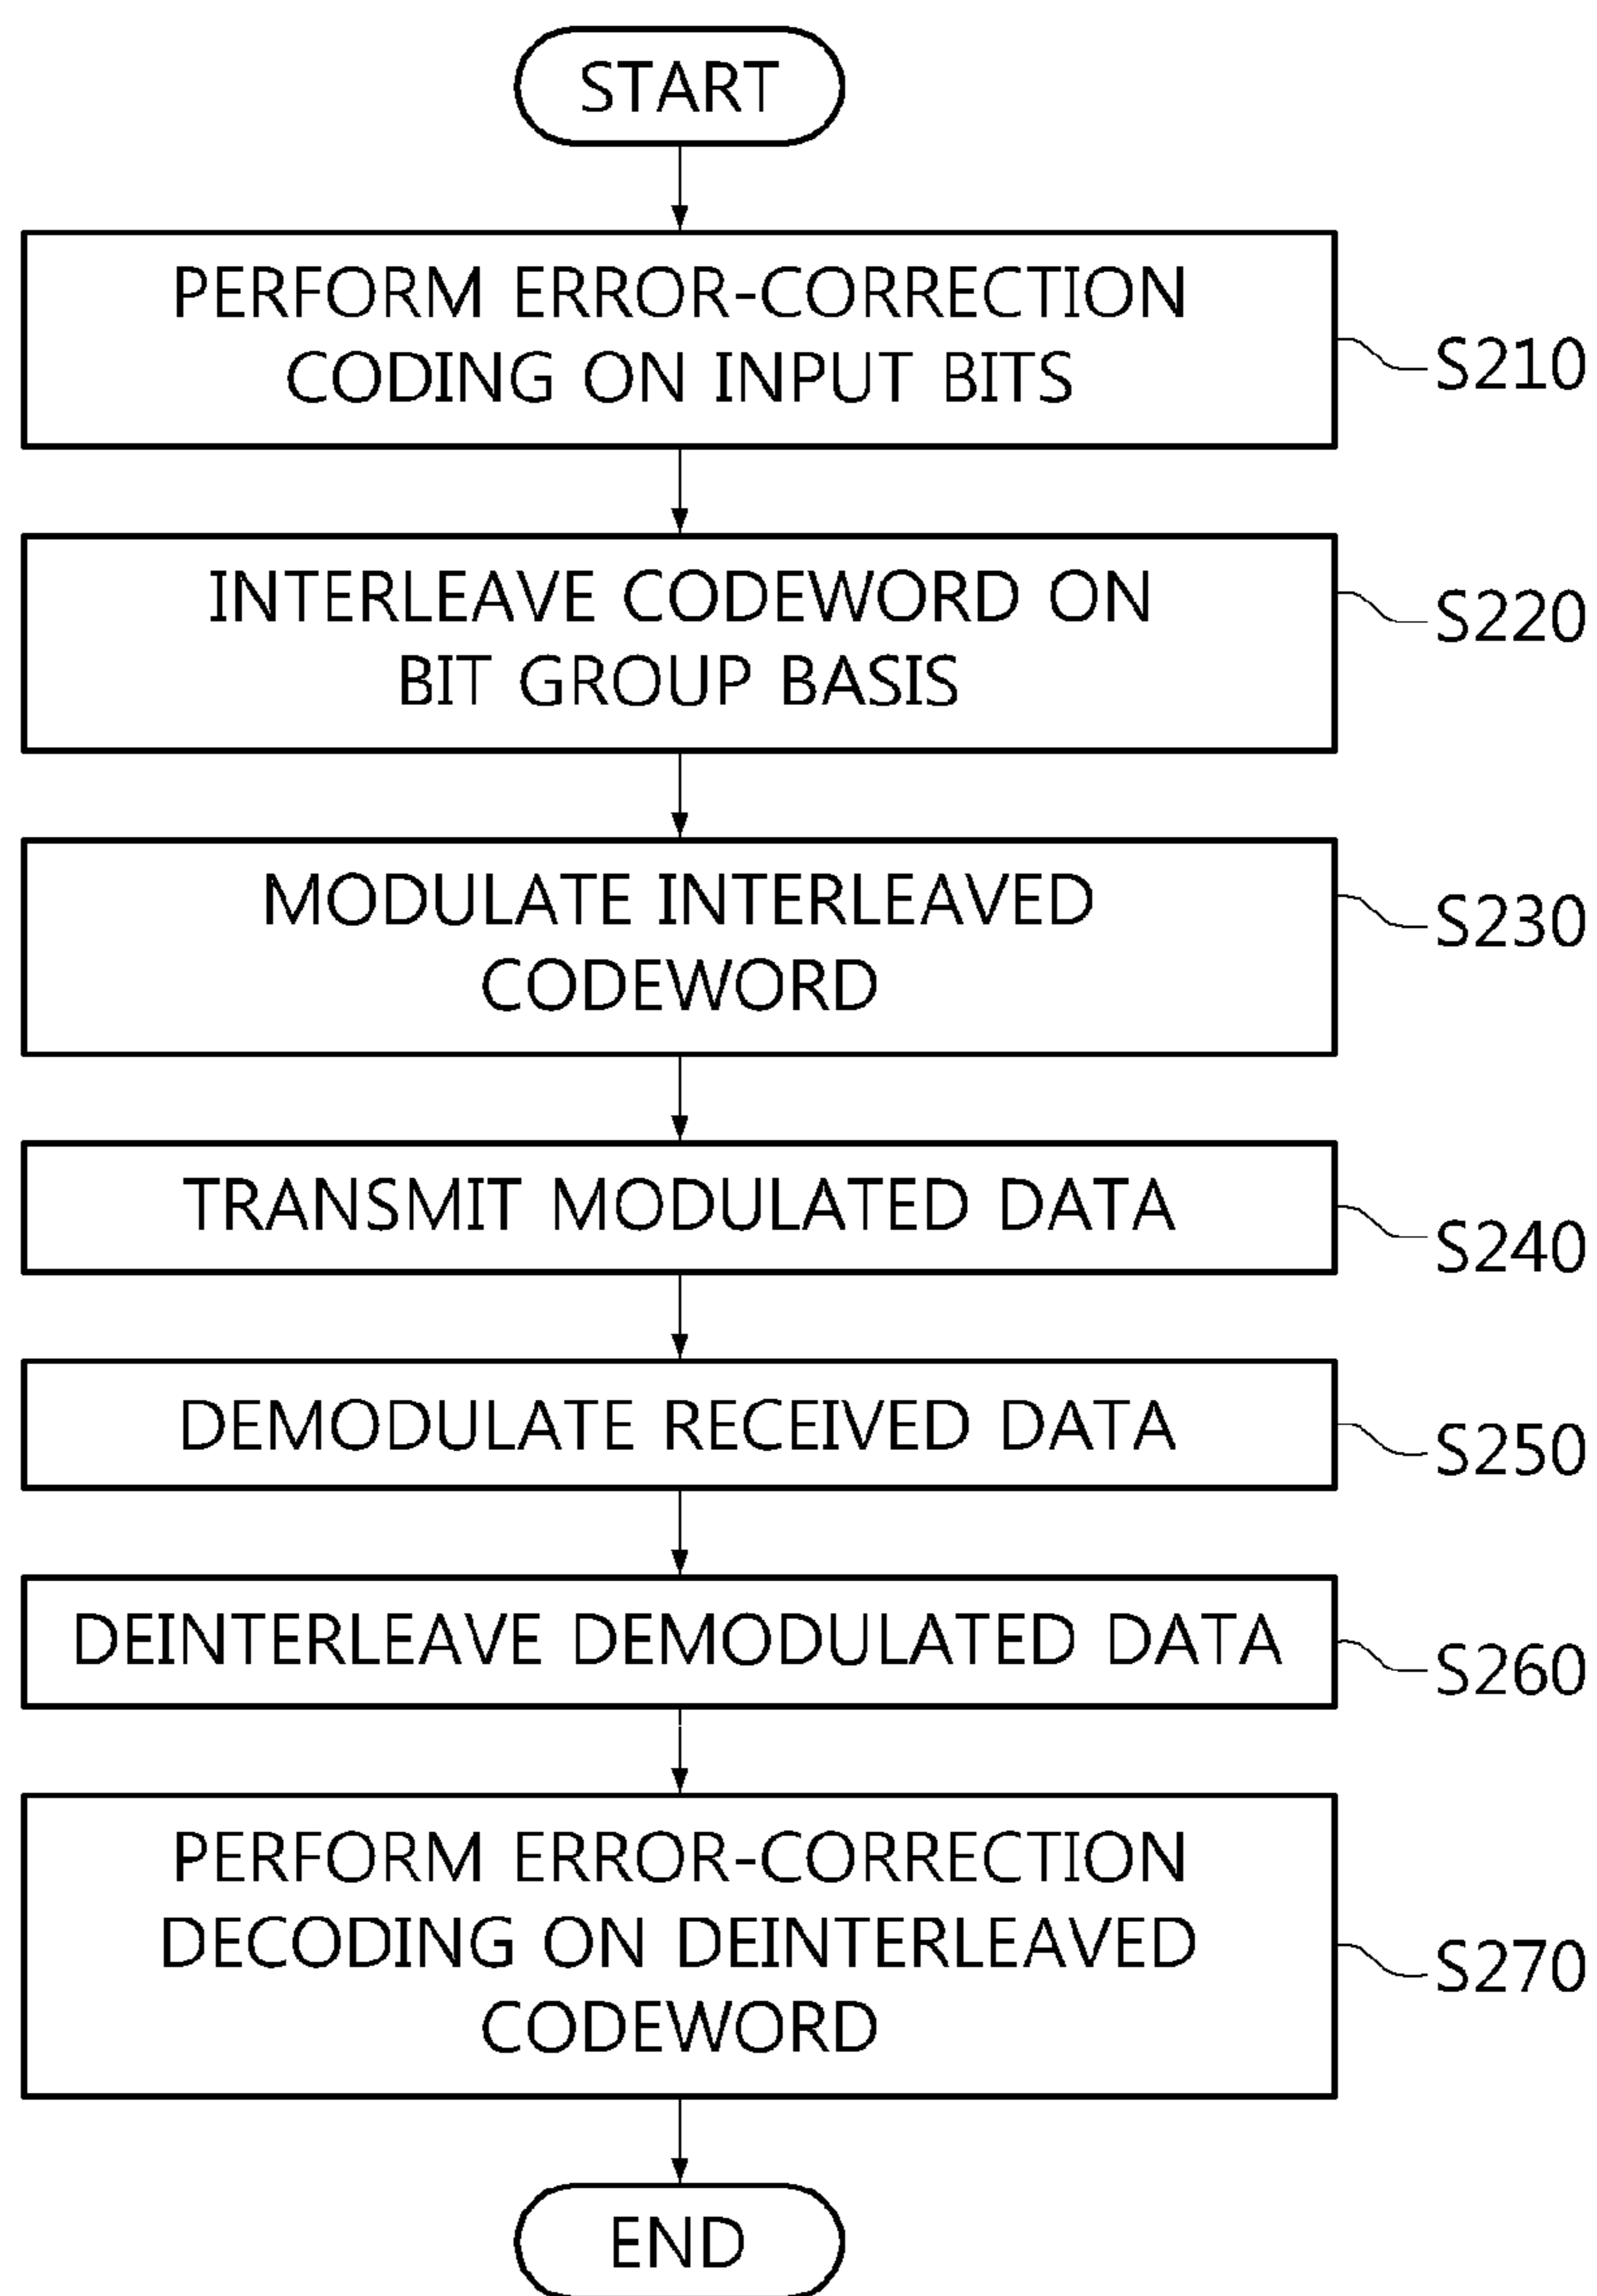 START
PERFORM ERROR-CORRECTION
CODING ON INPUT BITS
S210
INTERLEAVE CODEWORD ON
BIT GROUP BASIS
S220
MODULATE INTERLEAVED
CODEWORD
S230
TRANSMIT MODULATED DATA
S240
DEMODULATE RECEIVED DATA
S250
DEINTERLEAVE DEMODULATED DATA
S260
PERFORM ERROR-CORRECTION
DECODING ON DEINTERLEAVED
CODEWORD
S270
END